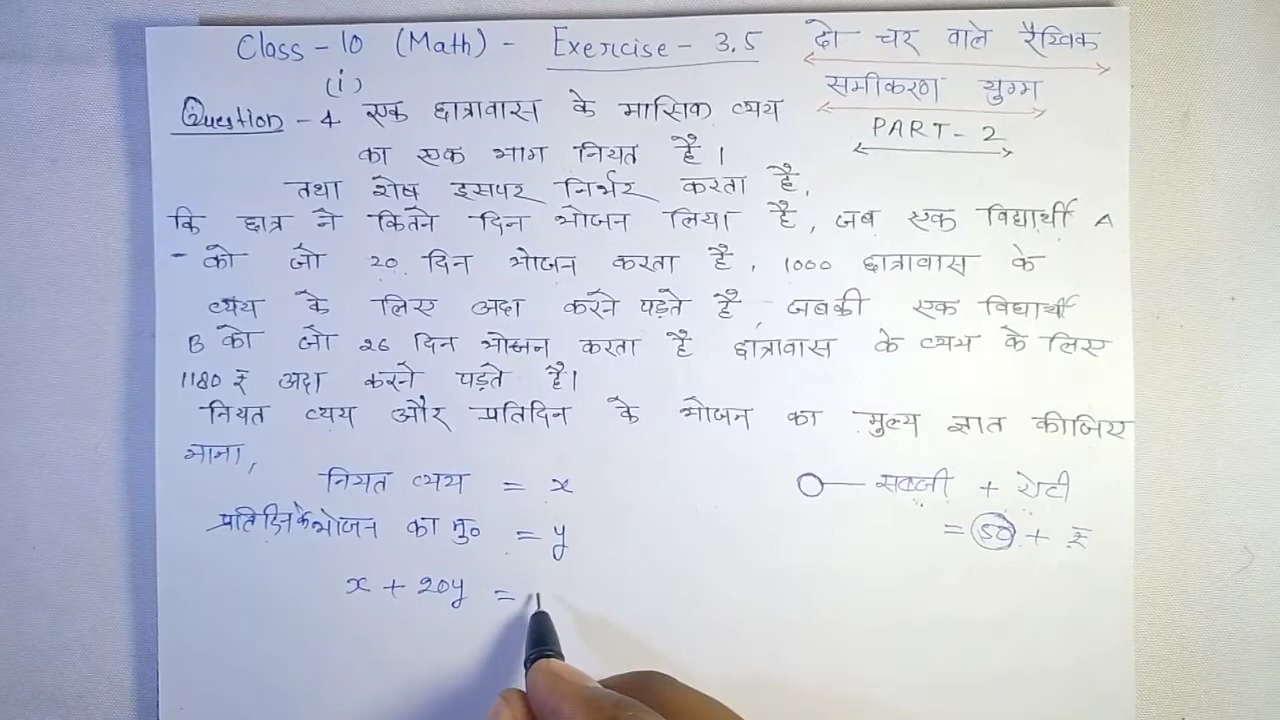 Class - 10 (Math) - Exercise - 3.5 दो चर वाले रैखिक
समीकरण युग्म
PART - 2
(i)
Question - 4 एक छात्रावास के मासिक व्यय
का एक भाग नियत है।
तथा शेष इसपर निर्भर करता है,
कि छात्र ने कितने दिन भोजन लिया है, जब एक विद्यार्थी A
- को जो 20 दिन भोजन करता है, 1000 छात्रावास के
व्यय के लिए अदा करने पड़ते है, जबकी एक विद्यार्थी
B को जो 26 दिन भोजन करता है छात्रावास के व्यय के लिए
1180 ₹ अदा करने पड़ते है।
नियत व्यय और प्रतिदिन के भोजन का मुल्य ज्ञात कीजिए
माना,
नियत व्यय = x
प्रतिदिन के भोजन का मु० = y
x + 20y =
सब्जी + रोटी
= 50 + ₹